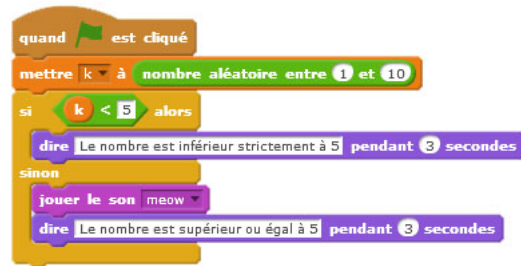 quand est cliqué
mettre k à nombre aléatoire entre 1 et 10
si k < 5 alors
dire Le nombre est inférieur strictement à 5 pendant 3 secondes
sinon
jouer le son meow
dire Le nombre est supérieur ou égal à 5 pendant 3 secondes